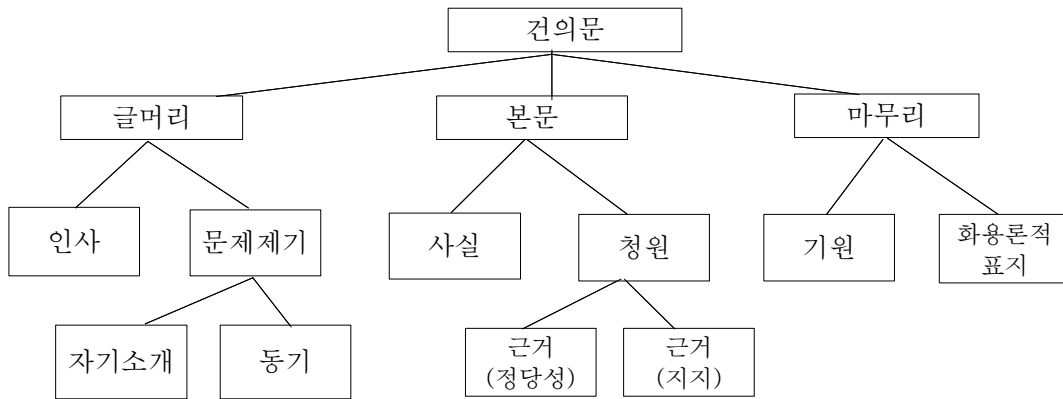 건의문
글머리
본문
마무리
인사
문제제기
사실
청원
기원
화용론적
표지
자기소개
동기
근거
(정당성)
근거
(지지)